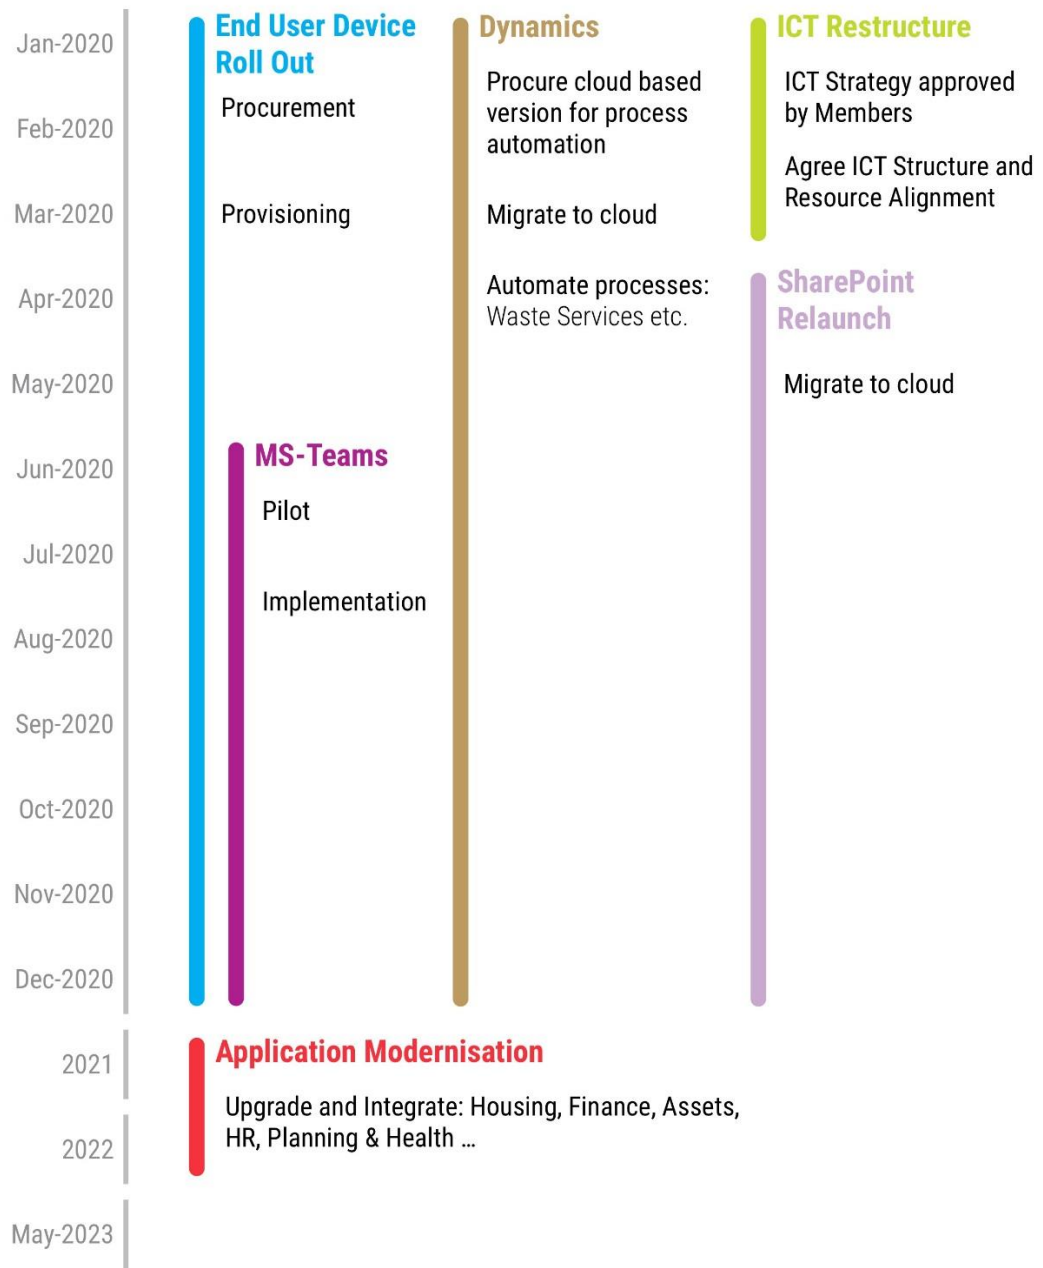 Jan-2020
Feb-2020
Mar-2020
Apr-2020
May-2020
Jun-2020
Jul-2020
Aug-2020
Sep-2020
Oct-2020
Nov-2020
Dec-2020
2021
2022
May-2023
End User Device
Roll Out
Procurement
Provisioning
MS-Teams
Pilot
Implementation
Dynamics
Procure cloud based
version for process
automation
Migrate to cloud
Automate processes:
Waste Services etc.
ICT Restructure
ICT Strategy approved
by Members
Agree ICT Structure and
Resource Alignment
SharePoint
Relaunch
Migrate to cloud
Application Modernisation
Upgrade and Integrate: Housing, Finance, Assets,
HR, Planning & Health ...